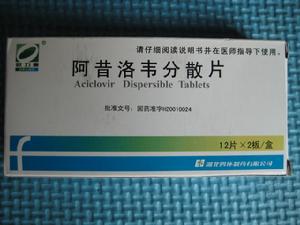 请仔细阅读说明书并在医师指导下使用。
阿昔洛韦分散片
Aciclovir Dispersible Tablets
批准文号：国药准字H20010024
12片×2板/盒